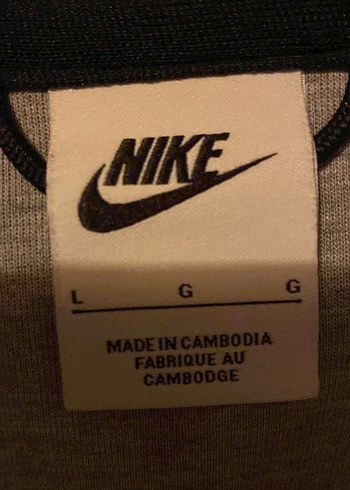 NIKE
L G G
MADE IN CAMBODIA
FABRIQUE AU
CAMBODGE